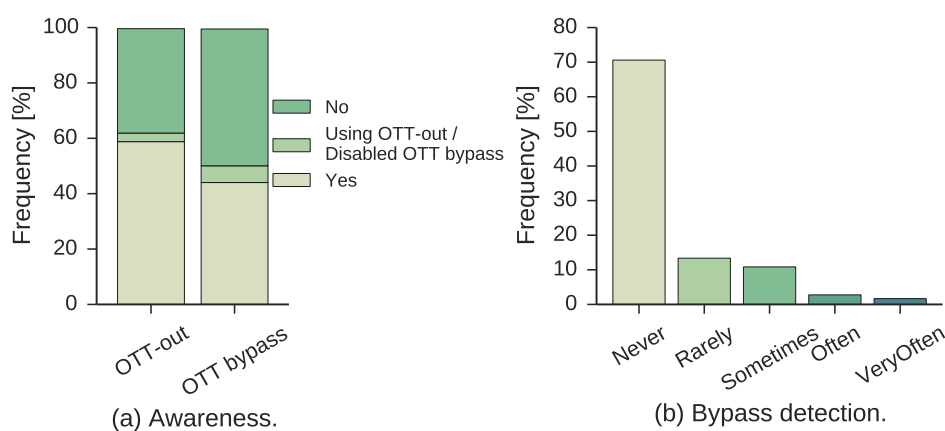 100
80
60
40
20
0
Frequency [%]
OTT-out
OTT bypass
No
Using OTT-out /
Disabled OTT bypass
Yes
(a) Awareness.
80
70
60
50
40
30
20
10
0
Frequency [%]
Never
Rarely
Sometimes
Often
VeryOften
(b) Bypass detection.